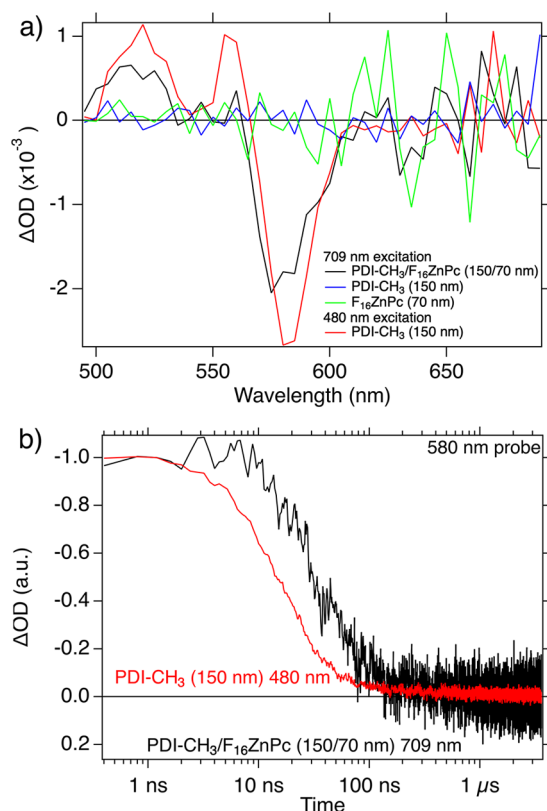 a)
1
0
-1
-2
ΔOD (x10⁻³)
709 nm excitation
PDI-CH₃/F₁₆ZnPc (150/70 nm)
PDI-CH₃ (150 nm)
F₁₆ZnPc (70 nm)
480 nm excitation
PDI-CH₃ (150 nm)
500
550
600
650
Wavelength (nm)
b)
580 nm probe
-1.0
-0.8
-0.6
-0.4
-0.2
0.0
0.2
ΔOD (a.u.)
PDI-CH₃ (150 nm) 480 nm
PDI-CH₃/F₁₆ZnPc (150/70 nm) 709 nm
1 ns
10 ns
100 ns
1 µs
Time